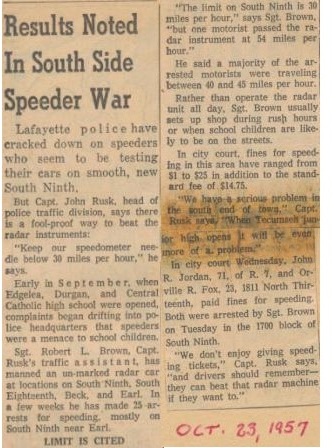 Results Noted
In South Side
Speeder War
Lafayette police have
cracked down on speeders
who seem to be testing
their cars on smooth, new
South Ninth.
But Capt. John Rusk, head of
police traffic division, says there
is a fool-proof way to beat the
radar instruments:
"Keep our speedometer nee-
dle below 30 miles per hour," he
says.
Early in September, when
Edgelea, Durgan, and Central
Catholic high school were opened,
complaints began drifting into po-
lice headquarters that speeders
were a menace to school children.
Sgt. Robert L. Brown, Capt.
Rusk's traffic assistant, has
manned an un-marked radar car
at locations on South Ninth, South
Eighteenth, Beck, and Earl. In
a few weeks he has made 25 ar-
rests for speeding, mostly on
South Ninth near Earl.
LIMIT IS CITED
"The limit on South Ninth is 30
miles per hour," says Sgt. Brown,
"but one motorist passed the ra-
dar instrument at 54 miles per
hour."
He said a majority of the ar-
rested motorists were traveling
between 40 and 45 miles per hour.
Rather than operate the radar
unit all day, Sgt. Brown usually
sets up shop during rush hours
or when school children are like-
ly to be on the streets.
In city court, fines for speed-
ing in this area have ranged from
$1 to $25 in addition to the stand-
ard fee of $14.75.
"We have a serious problem in
the south end of town," Capt.
Rusk says. "When Tecumseh jun-
ior high opens it will be even
more of a problem."
In city court Wednesday, John
R. Jordan, 71, of R. 7, and Or-
ville R. Fox, 23, 1811 North Thir-
teenth, paid fines for speeding.
Both were arrested by Sgt. Brown
on Tuesday in the 1700 block of
South Ninth.
"We don't enjoy giving speed-
ing tickets," Capt. Rusk says,
"and drivers should remember—
they can beat that radar machine
if they want to."
OCT. 23, 1957